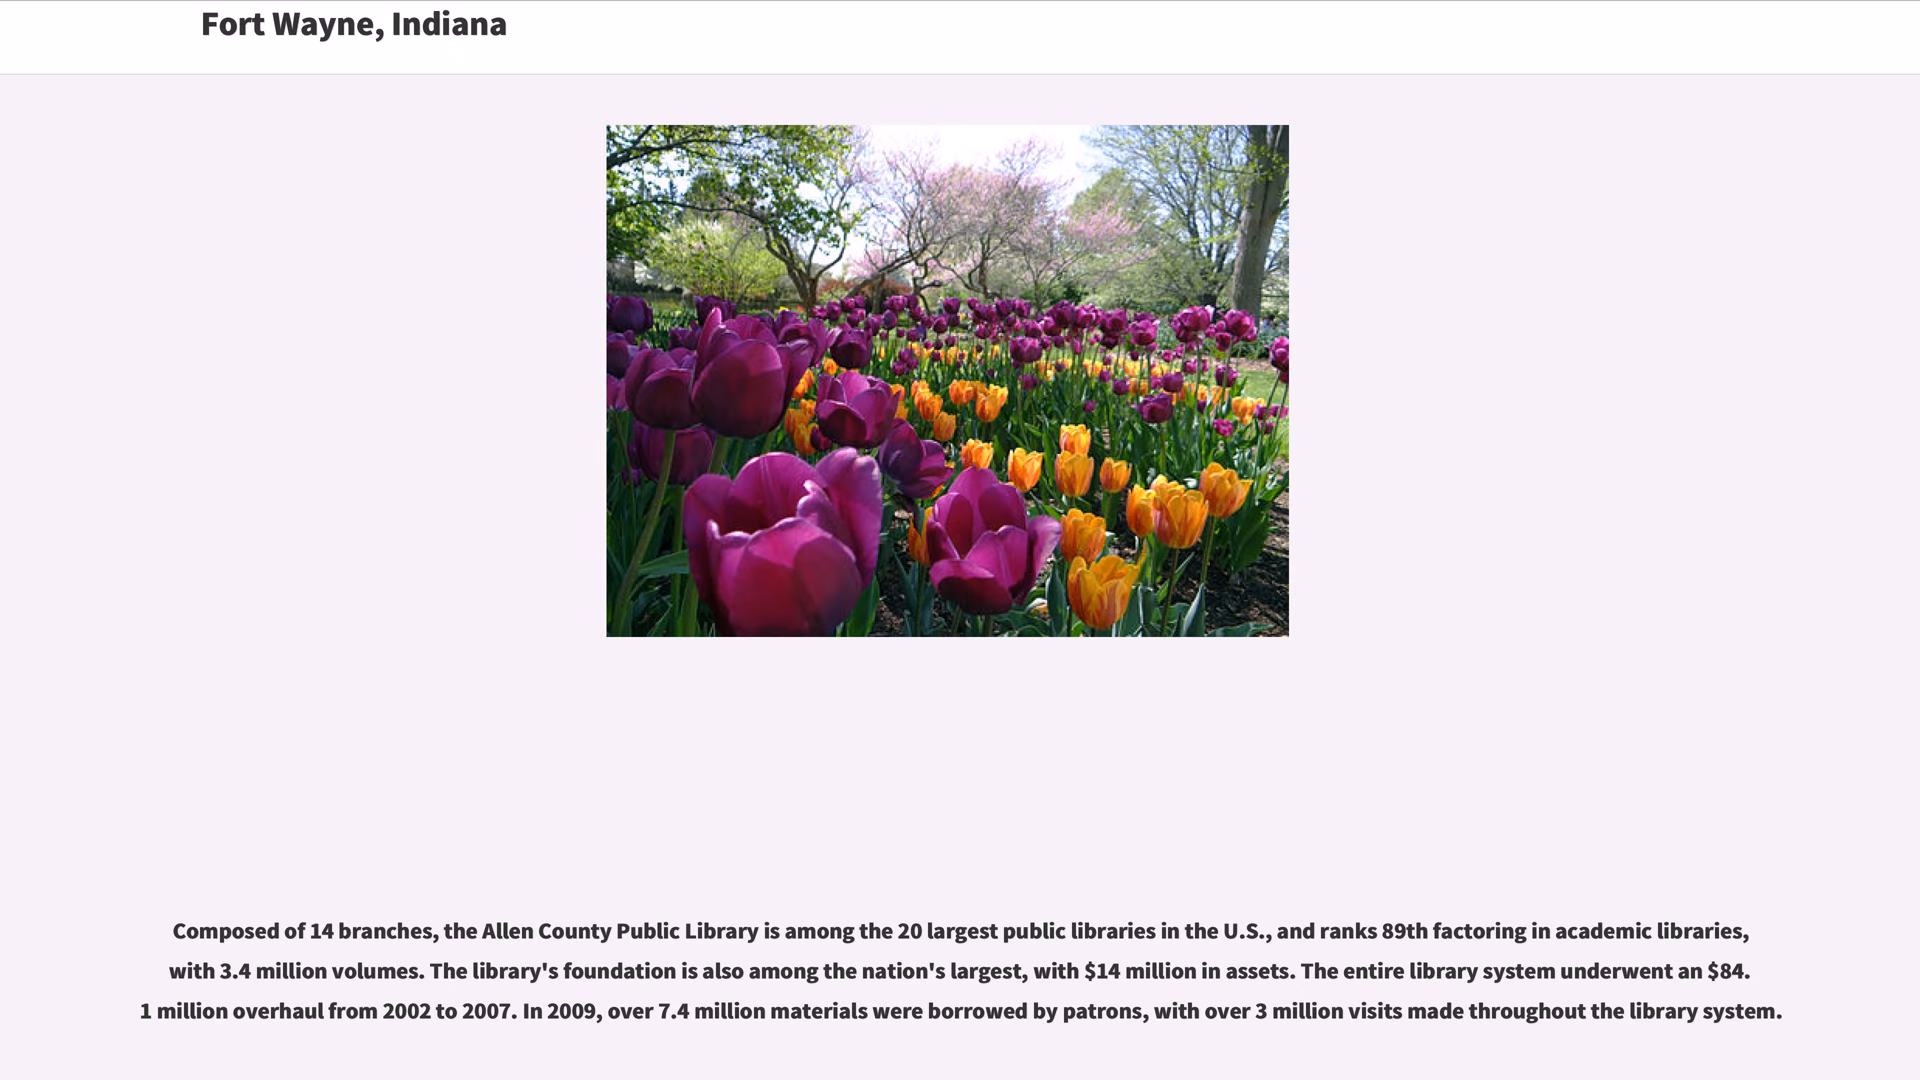 Fort Wayne, Indiana
Composed of 14 branches, the Allen County Public Library is among the 20 largest public libraries in the U.S., and ranks 89th factoring in academic libraries,
with 3.4 million volumes. The library's foundation is also among the nation's largest, with $14 million in assets. The entire library system underwent an $84.
1 million overhaul from 2002 to 2007. In 2009, over 7.4 million materials were borrowed by patrons, with over 3 million visits made throughout the library system.